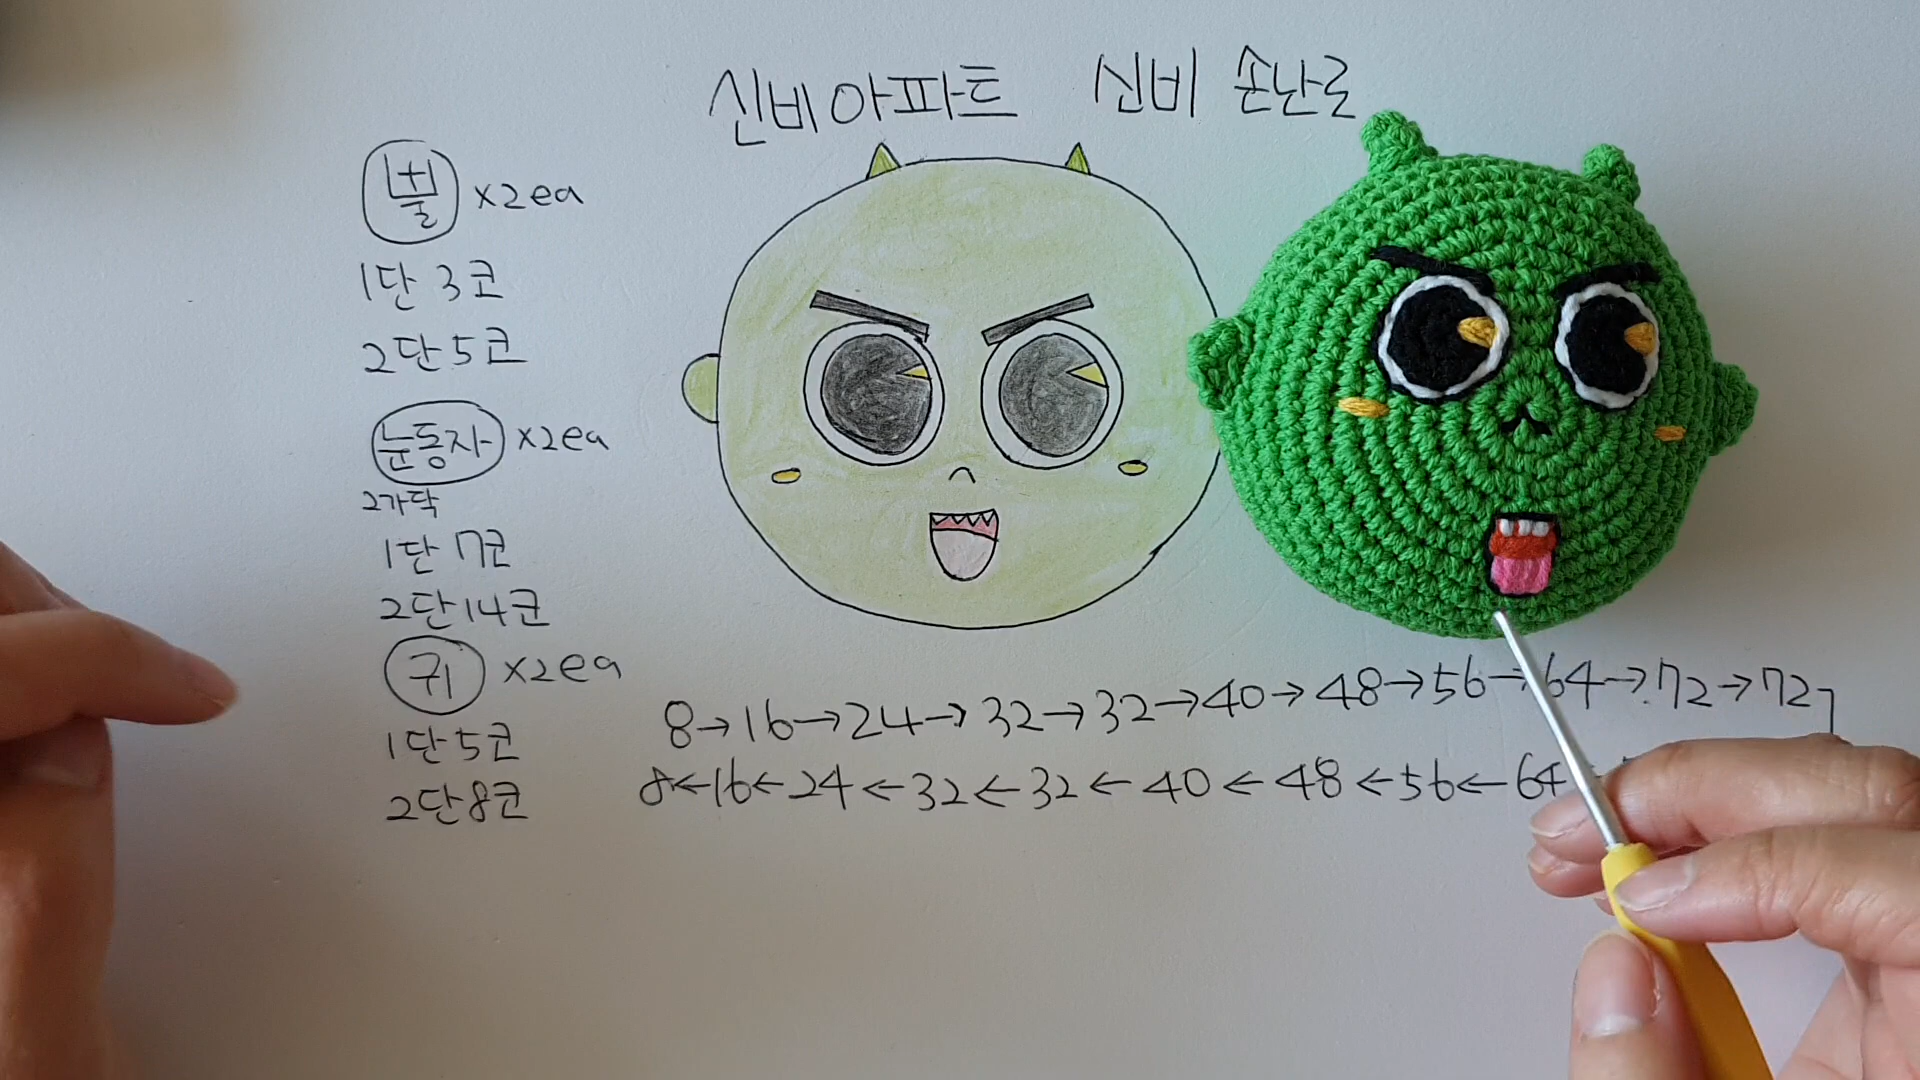 신비아파트 신비 손난로
뿔 x2ea
1단 3코
2단 5코
눈동자 x2ea
2가닥
1단 7코
2단 14코
귀 x2ea
1단 5코
2단 8코
8→16→24→32→32→40→48→56→64→72→72
8←16←24←32←32←40←48←56←64